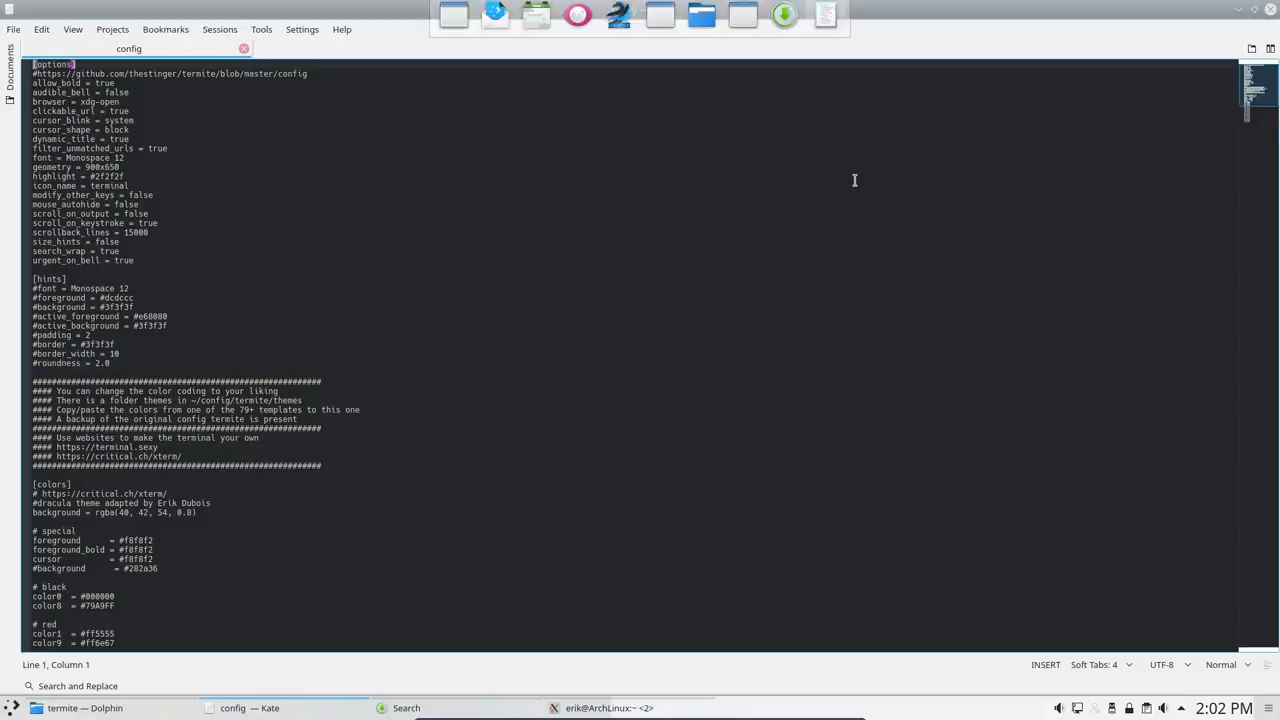 File Edit View Projects Bookmarks Sessions Tools Settings Help
config
Documents
[options]
#https://github.com/thestinger/termite/blob/master/config
allow_bold = true
audible_bell = false
browser = xdg-open
clickable_url = true
cursor_blink = system
cursor_shape = block
dynamic_title = true
filter_unmatched_urls = true
font = Monospace 12
geometry = 900x650
highlight = #2f2f2f
icon_name = terminal
modify_other_keys = false
mouse_autohide = false
scroll_on_output = false
scroll_on_keystroke = true
scrollback_lines = 15000
size_hints = false
search_wrap = true
urgent_on_bell = true
[hints]
#font = Monospace 12
#foreground = #dcdccc
#background = #3f3f3f
#active_foreground = #e68080
#active_background = #3f3f3f
#padding = 2
#border = #3f3f3f
#border_width = 10
#roundness = 2.0
############################################################
#### You can change the color coding to your liking
#### There is a folder themes in ~/config/termite/themes
#### Copy/paste the colors from one of the 79+ templates to this one
#### A backup of the original config termite is present
############################################################
#### Use websites to make the terminal your own
#### https://terminal.sexy
#### https://critical.ch/xterm/
############################################################
[colors]
# https://critical.ch/xterm/
#dracula theme adapted by Erik Dubois
background = rgba(40, 42, 54, 0.8)
# special
foreground      = #f8f8f2
foreground_bold = #f8f8f2
cursor          = #f8f8f2
#background      = #282a36
# black
color0  = #000000
color8  = #79A9FF
# red
color1  = #ff5555
color9  = #ff6e67
Line 1, Column 1 INSERT Soft Tabs: 4 UTF-8 Normal
Search and Replace
termite — Dolphin config — Kate Search erik@ArchLinux:~ <2> 2:02 PM